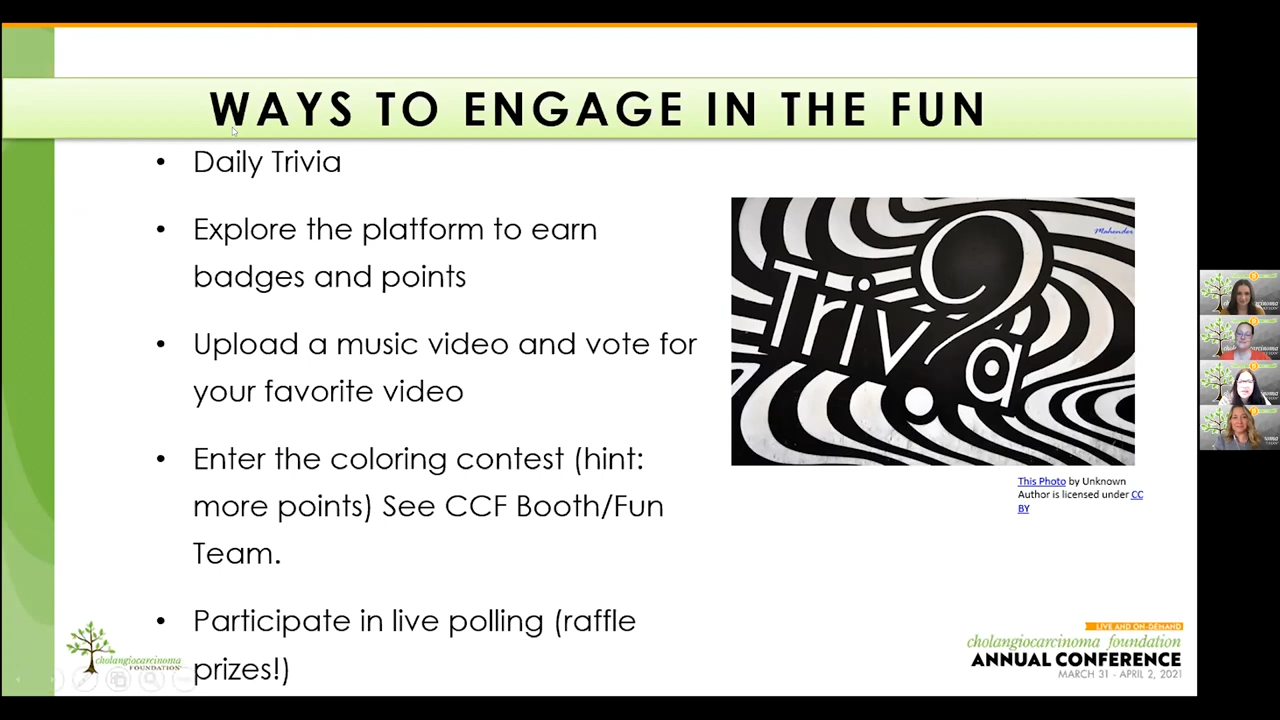 WAYS TO ENGAGE IN THE FUN
• Daily Trivia
• Explore the platform to earn
badges and points
• Upload a music video and vote for
your favorite video
• Enter the coloring contest (hint:
more points) See CCF Booth/Fun
Team.
• Participate in live polling (raffle
prizes!)
Mahender
Triv?a
This Photo by Unknown
Author is licensed under CC
BY
cholangiocarcinoma
FOUNDATION
LIVE AND ON-DEMAND
cholangiocarcinoma foundation
ANNUAL CONFERENCE
MARCH 31 - APRIL 2, 2021